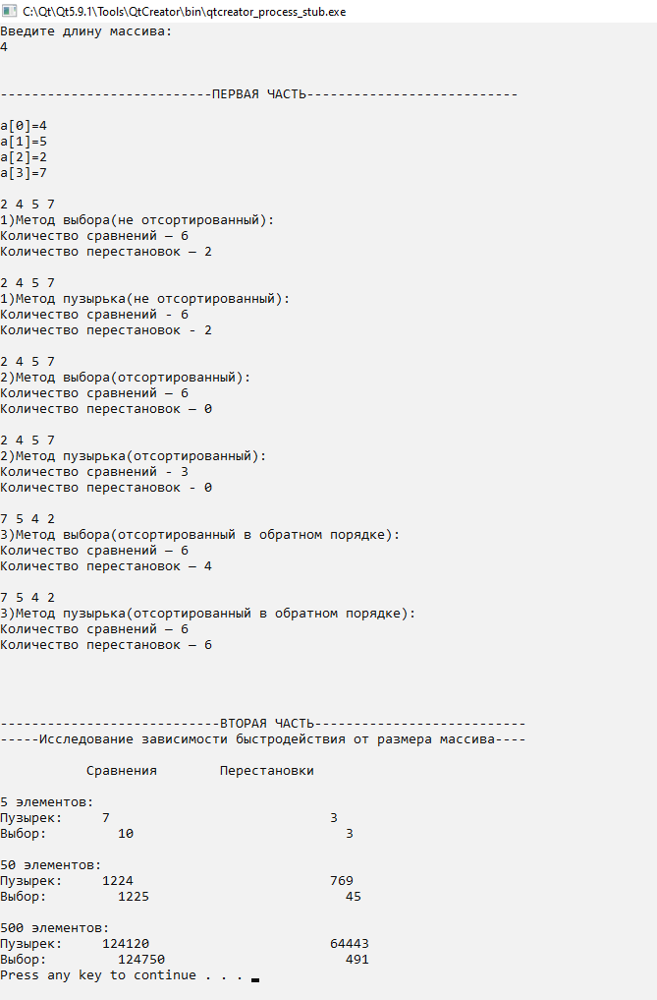 C:\Qt\Qt5.9.1\Tools\QtCreator\bin\qtcreator_process_stub.exe
Введите длину массива:
4
---------------------------ПЕРВАЯ ЧАСТЬ---------------------------
a[0]=4
a[1]=5
a[2]=2
a[3]=7
2 4 5 7
1)Метод выбора(не отсортированный):
Количество сравнений – 6
Количество перестановок – 2
2 4 5 7
1)Метод пузырька(не отсортированный):
Количество сравнений - 6
Количество перестановок - 2
2 4 5 7
2)Метод выбора(отсортированный):
Количество сравнений – 6
Количество перестановок – 0
2 4 5 7
2)Метод пузырька(отсортированный):
Количество сравнений - 3
Количество перестановок - 0
7 5 4 2
3)Метод выбора(отсортированный в обратном порядке):
Количество сравнений – 6
Количество перестановок – 4
7 5 4 2
3)Метод пузырька(отсортированный в обратном порядке):
Количество сравнений – 6
Количество перестановок – 6
----------------------------ВТОРАЯ ЧАСТЬ---------------------------
-----Исследование зависимости быстродействия от размера массива----
Сравнения Перестановки
5 элементов:
Пузырек: 7 3
Выбор: 10 3
50 элементов:
Пузырек: 1224 769
Выбор: 1225 45
500 элементов:
Пузырек: 124120 64443
Выбор: 124750 491
Press any key to continue . . .